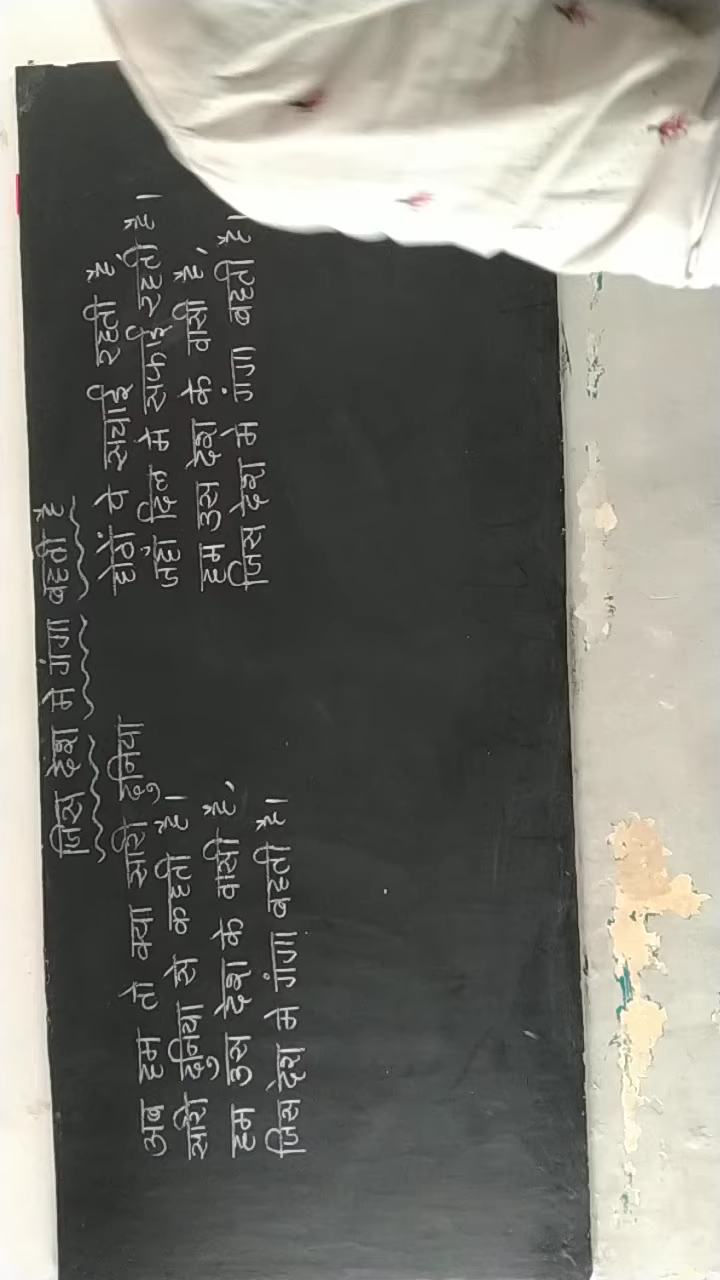 जिस देश मे गंगा बहती है
अब हम तो क्या सारी दुनिया
सारी दुनिया से कहती है।
हम उस देश के वासी है,
जिस देश मे गंगा बहती है।
होठों पे सचाई रहती है,
जहाँ दिल मे सफाई रहती है।
हम उस देश के वासी है,
जिस देश मे गंगा बहती है।